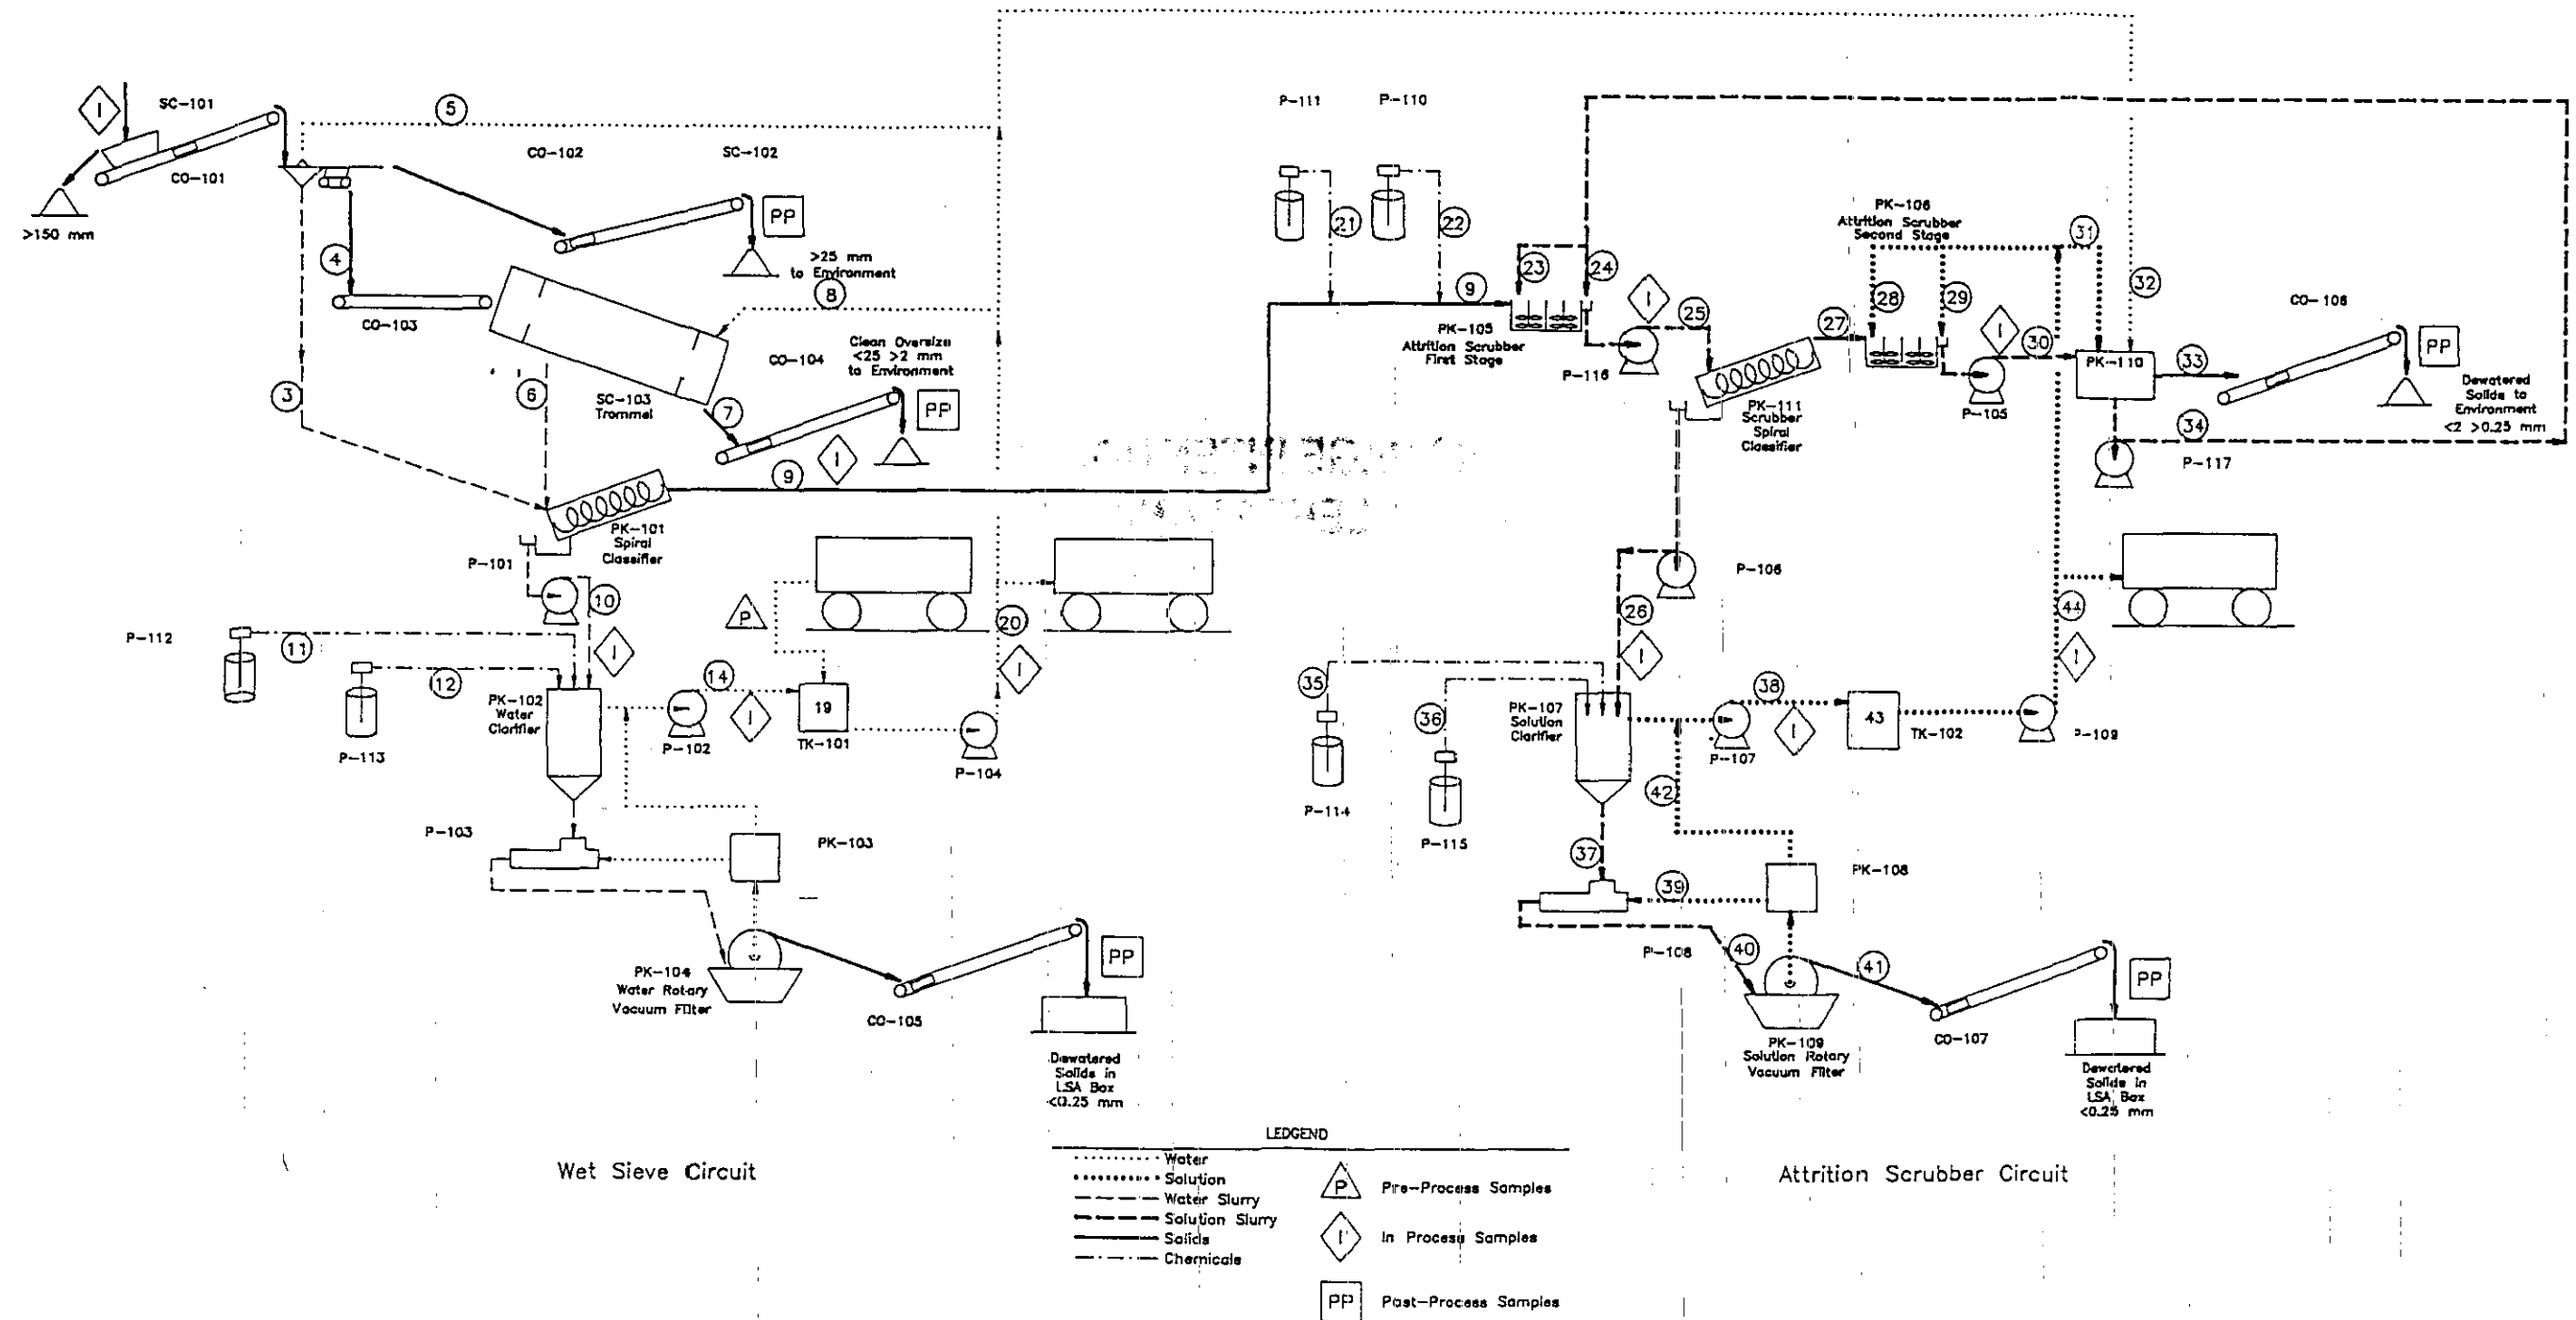 SC-101
CO-101
>150 mm
5
CO-102
SC-102
PP
>25 mm
to Environment
4
CO-103
8
3
6
SC-103
Trommel
7
CO-104
Clean Oversize
<25 >2 mm
to Environment
PP
I
I
9
PK-101
Spiral
Classifier
P-101
10
I
P-112
11
12
P-113
PK-102
Water
Clarifier
14
I
P-102
P
19
TK-101
20
I
P-104
P-103
PK-103
PK-104
Water Rotary
Vacuum Filter
CO-105
PP
Dewatered
Solids in
LSA Box
<0.25 mm
Wet Sieve Circuit
P-111
P-110
21
22
9
23
24
PK-105
Attrition Scrubber
First Stage
I
25
P-116
PK-111
Scrubber
Spiral
Classifier
27
PK-106
Attrition Scrubber
Second Stage
28
29
I
30
P-105
31
32
PK-110
33
34
P-117
CO-106
PP
Dewatered
Solids to
Environment
<2 >0.25 mm
P-106
26
I
35
36
P-114
P-115
PK-107
Solution
Clarifier
38
I
P-107
43
TK-102
44
I
P-109
42
37
39
PK-108
P-108
40
41
PK-109
Solution Rotary
Vacuum Filter
CO-107
PP
Dewatered
Solids in
LSA Box
<0.25 mm
Attrition Scrubber Circuit
LEDGEND
Water
Solution
Water Slurry
Solution Slurry
Solids
Chemicals
P Pre-Process Samples
I In Process Samples
PP Post-Process Samples